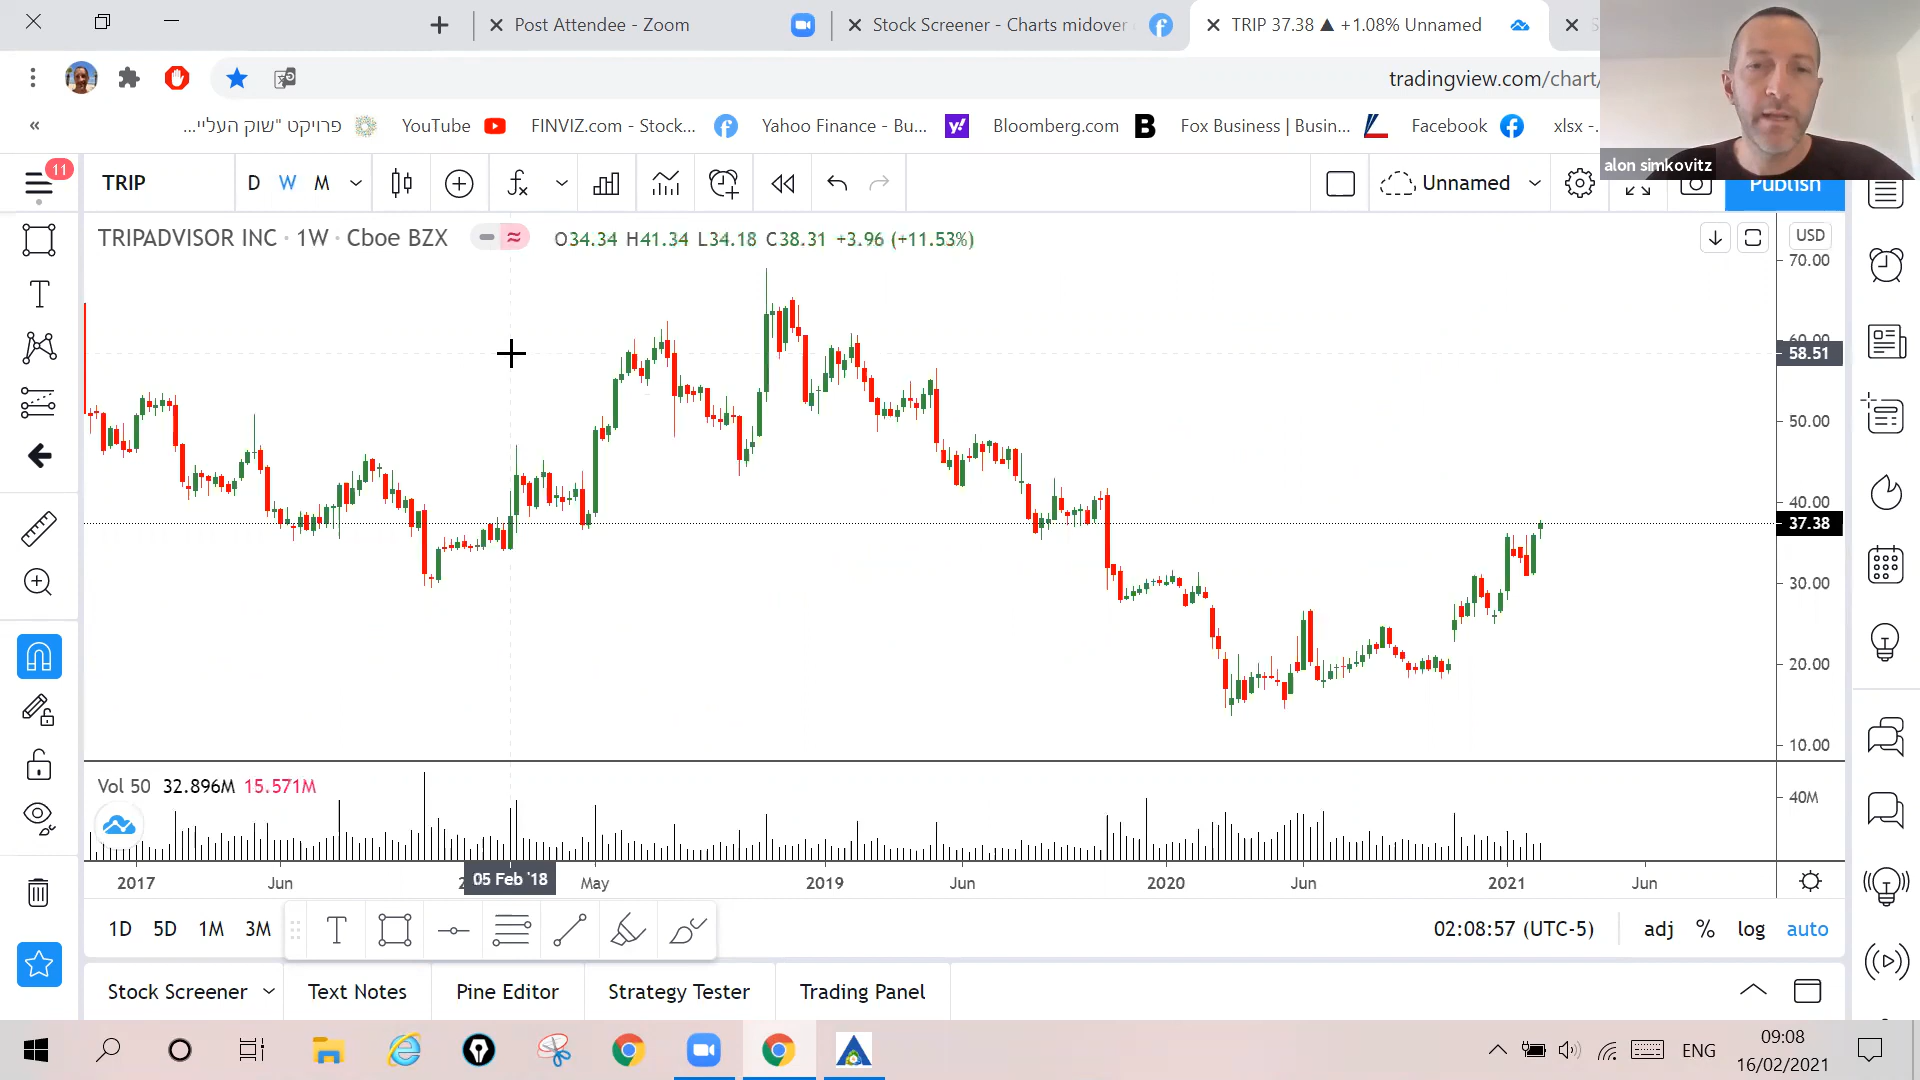 Post Attendee - Zoom
Stock Screener - Charts midover
TRIP 37.38 ▲ +1.08% Unnamed
tradingview.com/chart/
«
פרויקט "שוק העליי...
YouTube
FINVIZ.com - Stock...
Yahoo Finance - Bu...
Bloomberg.com
Fox Business | Busin...
Facebook
xlsx -
alon simkovitz
11
TRIP
D W M
Unnamed
Publish
TRIPADVISOR INC · 1W · Cboe BZX
O34.34 H41.34 L34.18 C38.31 +3.96 (+11.53%)
USD
70.00
60.00
58.51
50.00
40.00
37.38
30.00
20.00
10.00
Vol 50 32.896M 15.571M
40M
2017
Jun
05 Feb '18
May
2019
Jun
2020
Jun
2021
Jun
1D 5D 1M 3M
02:08:57 (UTC-5)
adj % log auto
Stock Screener
Text Notes
Pine Editor
Strategy Tester
Trading Panel
ENG
09:08
16/02/2021